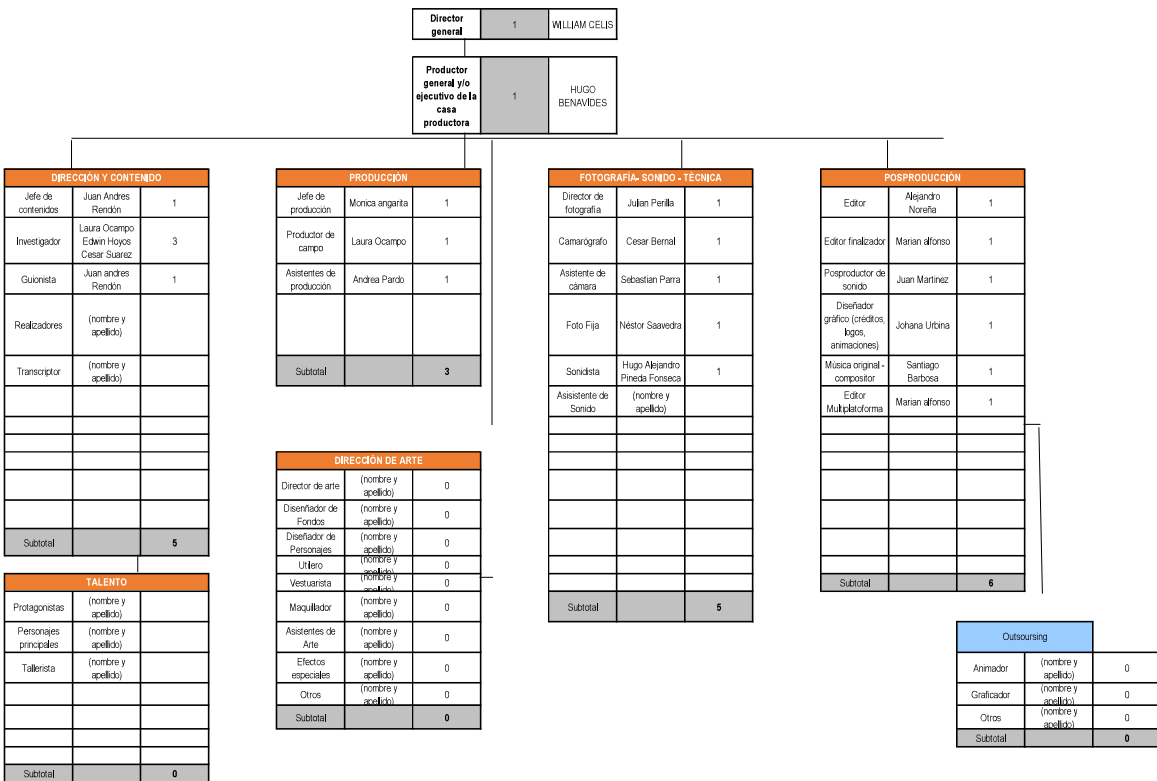 Director
general
1
WILLIAM CELIS
Productor
general y/o
ejecutivo de la
casa
productora
1
HUGO
BENAVÍDES
DIRECCIÓN Y CONTENIDO
Jefe de
contenidos
Juan Andres
Rendón
1
Investigador
Laura Ocampo
Edwin Hoyos
Cesar Suarez
3
Guionista
Juan andres
Rendón
1
Realizadores
(nombre y
apellido)
Transcriptor
(nombre y
apellido)
Subtotal
5
TALENTO
Protagonistas
(nombre y
apellido)
Personajes
principales
(nombre y
apellido)
Tallerista
(nombre y
apellido)
Subtotal
0
PRODUCCIÓN
Jefe de
producción
Monica angarita
1
Productor de
campo
Laura Ocampo
1
Asistentes de
producción
Andrea Pardo
1
Subtotal
3
DIRECCIÓN DE ARTE
Director de arte
(nombre y
apellido)
0
Disenñador de
Fondos
(nombre y
apellido)
0
Diseñador de
Personajes
(nombre y
apellido)
0
Utilero
(nombre y
apellido)
0
Vestuarista
(nombre y
apellido)
0
Maquillador
(nombre y
apellido)
0
Asistentes de
Arte
(nombre y
apellido)
0
Efectos
especiales
(nombre y
apellido)
0
Otros
(nombre y
apellido)
0
Subtotal
0
FOTOGRAFÍA- SONIDO - TÉCNICA
Director de
fotografía
Julian Perilla
1
Camarógrafo
Cesar Bernal
1
Asistente de
cámara
Sebastian Parra
1
Foto Fija
Néstor Saavedra
1
Sonidista
Hugo Alejandro
Pineda Fonseca
1
Asisistente de
Sonido
(nombre y
apellido)
Subtotal
5
POSPRODUCCIÓN
Editor
Alejandro
Noreña
1
Editor finalizador
Marian alfonso
1
Posproductor de
sonido
Juan Martinez
1
Diseñador
gráfico (créditos,
logos,
animaciones)
Johana Urbina
1
Música original -
compositor
Santiago
Barbosa
1
Editor
Multiplatoforma
Marian alfonso
1
Subtotal
6
Outsoursing
Animador
(nombre y
apellido)
0
Graficador
(nombre y
apellido)
0
Otros
(nombre y
apellido)
0
Subtotal
0